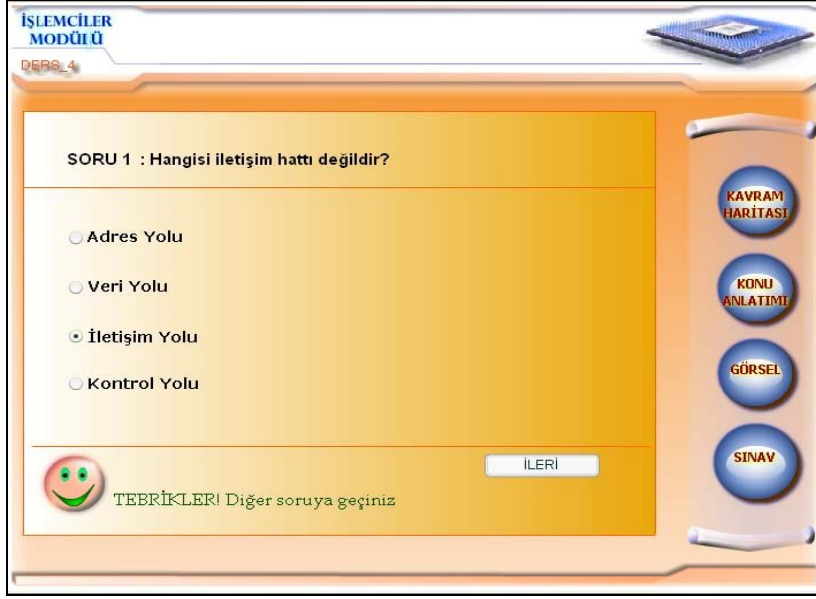 İŞLEMCİLER
MODÜLÜ
DERS_4
SORU 1 : Hangisi iletişim hattı değildir?
Adres Yolu
Veri Yolu
İletişim Yolu
Kontrol Yolu
İLERİ
TEBRİKLER! Diğer soruya geçiniz
KAVRAM
HARİTASI
KONU
ANLATIMI
GÖRSEL
SINAV